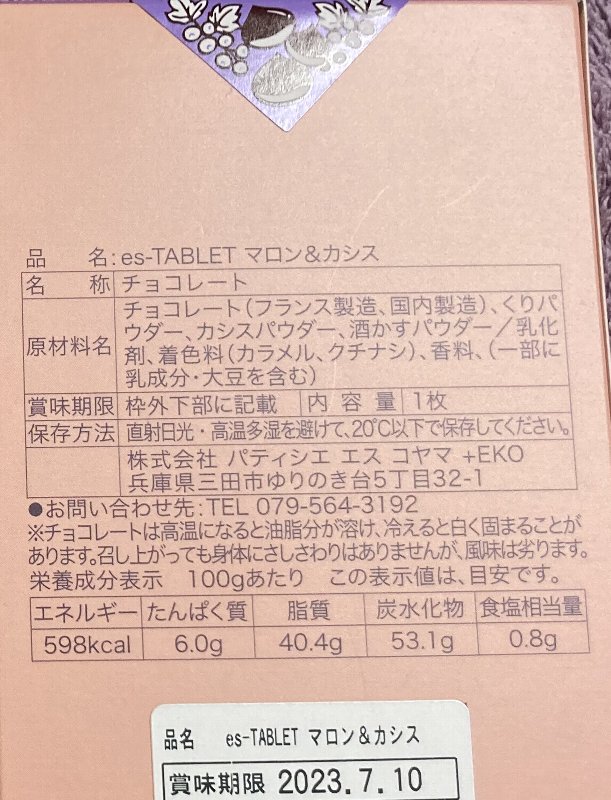 品 名:es-TABLET マロン&カシス
名 称 チョコレート
原材料名 チョコレート(フランス製造、国内製造)、くりパ
ウダー、カシスパウダー、酒かすパウダー/乳化
剤、着色料(カラメル、クチナシ)、香料、(一部に
乳成分・大豆を含む)
賞味期限 枠外下部に記載 内 容 量 1枚
保存方法 直射日光・高温多湿を避けて、20℃以下で保存してください。
株式会社 パティシエ エス コヤマ +EKO
兵庫県三田市ゆりのき台5丁目32-1
●お問い合わせ先:TEL 079-564-3192
※チョコレートは高温になると油脂分が溶け、冷えると白く固まることが
あります。召し上がっても身体にさしさわりはありませんが、風味は劣ります。
栄養成分表示 100gあたり この表示値は、目安です。
エネルギー たんぱく質 脂質 炭水化物 食塩相当量
598kcal 6.0g 40.4g 53.1g 0.8g
品名 es-TABLET マロン&カシス
賞味期限 2023.7.10